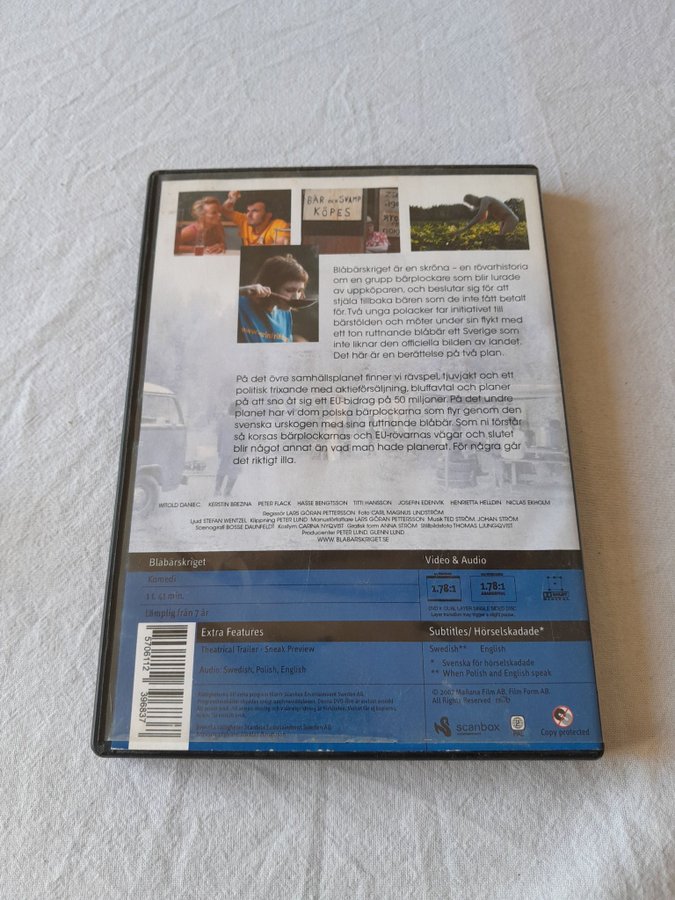 BÄR OCH SVAMP
KÖPES
Blåbärskriget är en skröna – en rövarhistoria
om en grupp bärplockare som blir lurade
av uppköparen, och beslutar sig för att
stjäla tillbaka bären som de inte fått betalt
för. Två unga polacker tar initiativet till
bärstölden och möter under sin flykt med
ett ton ruttnande blåbär ett Sverige som
inte liknar den officiella bilden av landet.
Det här är en berättelse på två plan.
På det övre samhällsplanet finner vi rävspel, tjuvjakt och ett
politisk trixande med aktieförsäljning, bluffavtal och planer
på att sno åt sig ett EU-bidrag på 50 miljoner. På det undre
planet har vi dom polska bärplockarna som flyr genom den
svenska urskogen med sina ruttnande blåbär. Som ni förstår
så korsas bärplockarnas och EU-rövarnas vägar och slutet
blir något annat än vad man hade planerat. För några går
det riktigt illa.
WITOLD DANIEC. KERSTIN BREZINA PETER FLACK HASSE BENGTSSON TITTI HANSSON JOSEFIN EDENVIK HENRIETTA HELLDIN NICLAS EKHOLM
Regissör LARS GÖRAN PETTERSSON Foto CARL MAGNUS LINDSTRÖM
Ljud STEFAN WENTZEL Klippning PETER LUND Manusförfattare LARS GÖRAN PETTERSSON Musik TED STRÖM, JOHAN STRÖM
Scenografi BOSSE DAUNFELDT Kostym CARINA NYQVIST Grafisk form ANNA STRÖM Stillbildsfoto THOMAS LJUNGQVIST
Producenter PETER LUND, GLENN LUND
WWW.BLABARSKRIGET.SE
Blåbärskriget
Komedi
1 t. 41 min.
Lämplig från 7 år
Video & Audio
1.78:1 1.78:1
Extra Features
Theatrical Trailer - Sneak Preview
Audio: Swedish, Polish, English
Subtitles/ Hörselskadade*
Swedish** English
* Svenska för hörselskadade
** When Polish and English speak
© 2007 Mañana Film AB, Film Form AB.
All Rights Reserved
scanbox
PAL
Copy protected
5 706112 396831